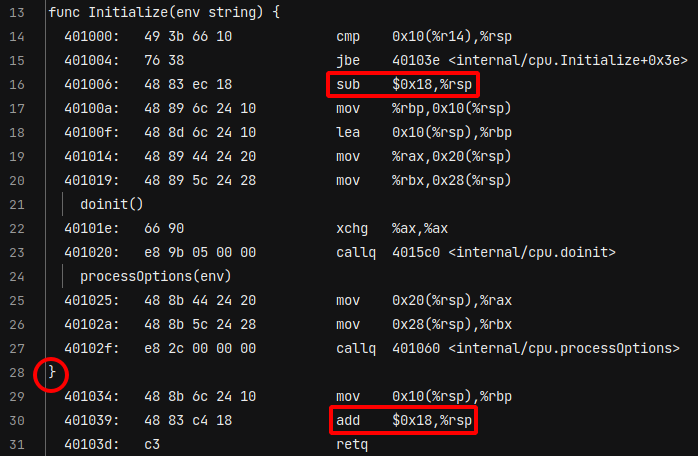 13 func Initialize(env string) {
14 401000: 49 3b 66 10 cmp 0x10(%r14),%rsp
15 401004: 76 38 jbe 40103e <internal/cpu.Initialize+0x3e>
16 401006: 48 83 ec 18 sub $0x18,%rsp
17 40100a: 48 89 6c 24 10 mov %rbp,0x10(%rsp)
18 40100f: 48 8d 6c 24 10 lea 0x10(%rsp),%rbp
19 401014: 48 89 44 24 20 mov %rax,0x20(%rsp)
20 401019: 48 89 5c 24 28 mov %rbx,0x28(%rsp)
21 doinit()
22 40101e: 66 90 xchg %ax,%ax
23 401020: e8 9b 05 00 00 callq 4015c0 <internal/cpu.doinit>
24 processOptions(env)
25 401025: 48 8b 44 24 20 mov 0x20(%rsp),%rax
26 40102a: 48 8b 5c 24 28 mov 0x28(%rsp),%rbx
27 40102f: e8 2c 00 00 00 callq 401060 <internal/cpu.processOptions>
28 }
29 401034: 48 8b 6c 24 10 mov 0x10(%rsp),%rbp
30 401039: 48 83 c4 18 add $0x18,%rsp
31 40103d: c3 retq